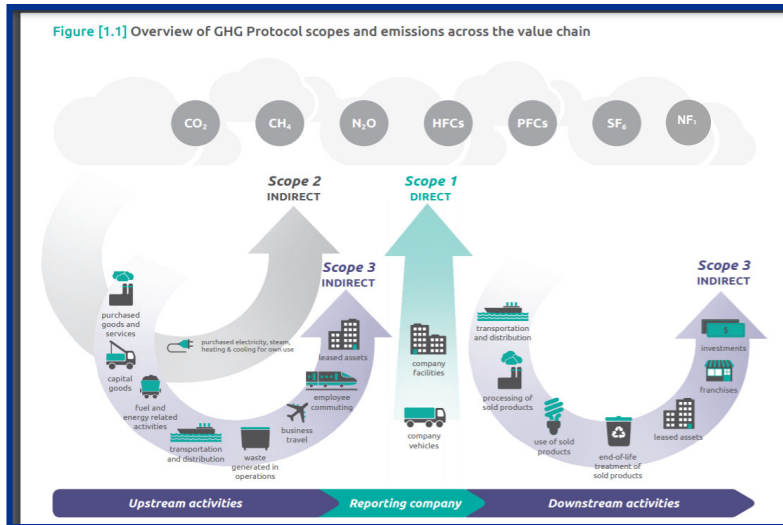 Figure [1.1] Overview of GHG Protocol scopes and emissions across the value chain
CO₂
CH₄
N₂O
HFCs
PFCs
SF₆
NF₃
Scope 2
INDIRECT
Scope 1
DIRECT
Scope 3
INDIRECT
Scope 3
INDIRECT
purchased
goods and
services
capital
goods
fuel and
energy related
activities
transportation
and distribution
purchased electricity, steam,
heating & cooling for own use
waste
generated in
operations
business
travel
employee
commuting
leased assets
company
facilities
company
vehicles
transportation
and distribution
processing of
sold products
use of sold
products
end-of-life
treatment of
sold products
leased assets
franchises
investments
$
Upstream activities
Reporting company
Downstream activities